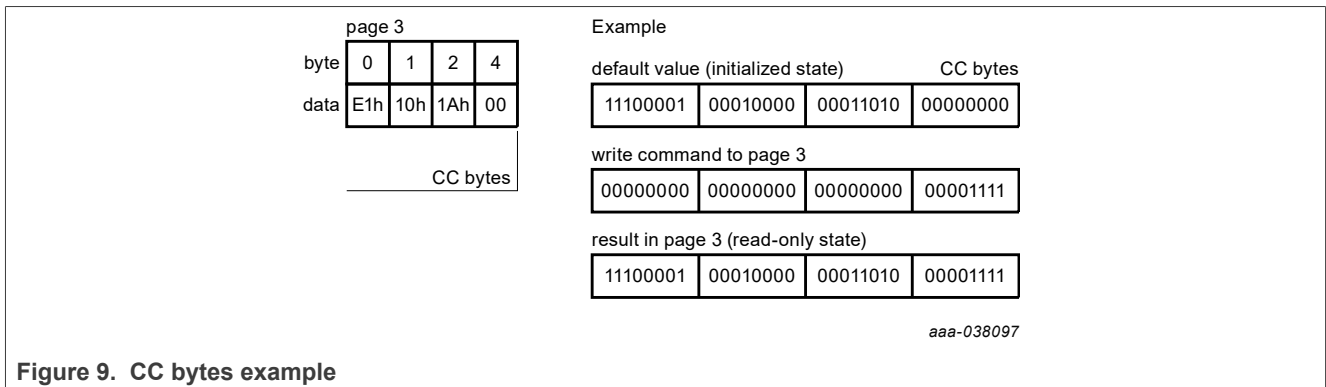 page 3
byte 0 1 2 4
data E1h 10h 1Ah 00
CC bytes
Example
default value (initialized state) CC bytes
11100001 00010000 00011010 00000000
write command to page 3
00000000 00000000 00000000 00001111
result in page 3 (read-only state)
11100001 00010000 00011010 00001111
aaa-038097
Figure 9. CC bytes example